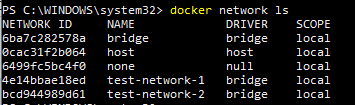 PS C:\WINDOWS\system32> docker network ls
NETWORK ID NAME DRIVER SCOPE
6ba7c282578a bridge bridge local
0cac31f2b064 host host local
6499fc5bc4f0 none null local
4e14bbae18ed test-network-1 bridge local
bcd944989d61 test-network-2 bridge local